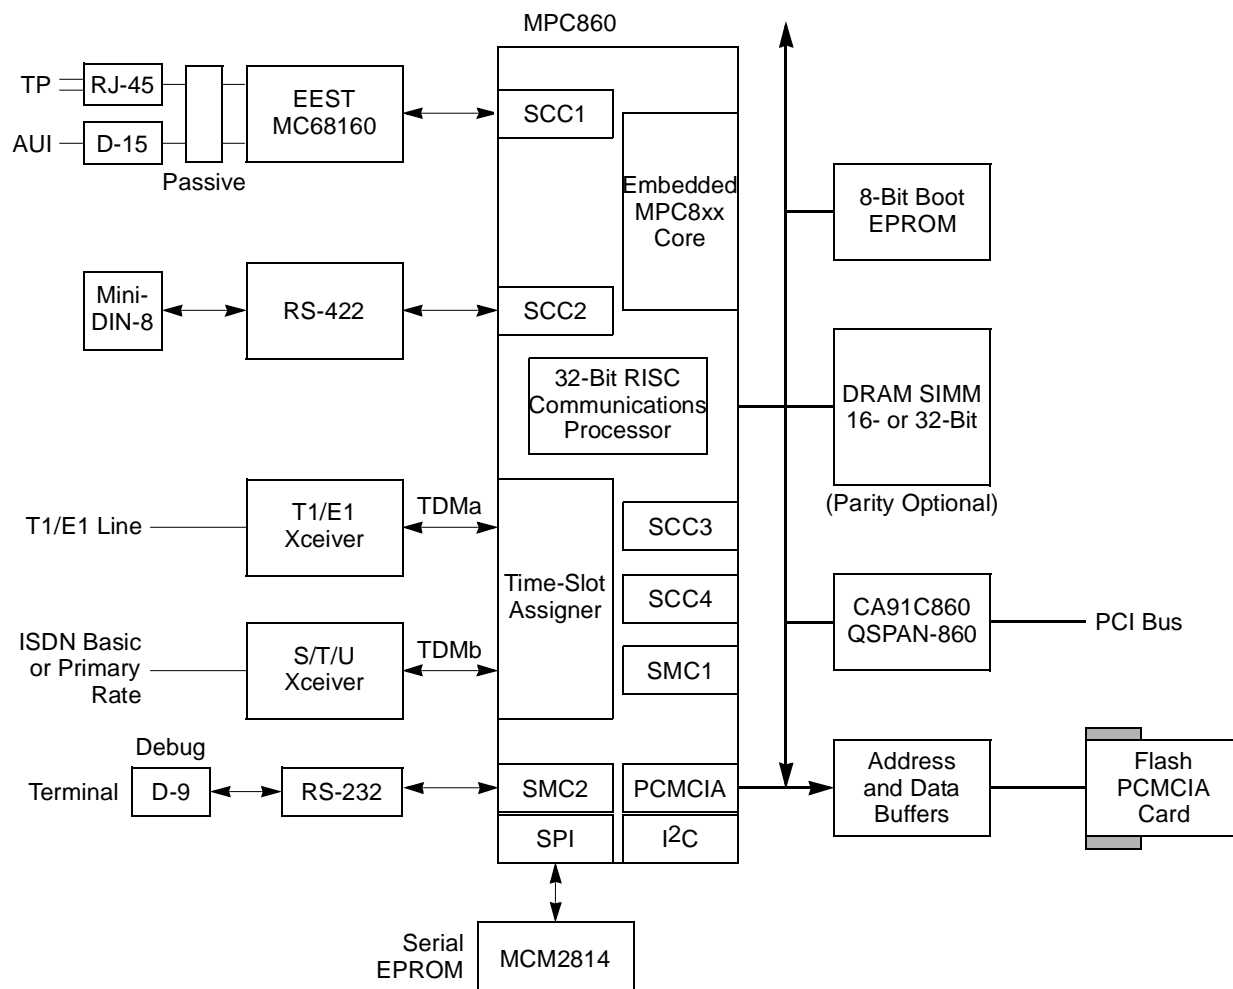 MPC860
TP
RJ-45
EEST
MC68160
SCC1
AUI
D-15
Passive
Embedded
MPC8xx
Core
8-Bit Boot
EPROM
Mini-
DIN-8
RS-422
SCC2
32-Bit RISC
Communications
Processor
DRAM SIMM
16- or 32-Bit
(Parity Optional)
T1/E1 Line
T1/E1
Xceiver
TDMa
Time-Slot
Assigner
SCC3
SCC4
SMC1
CA91C860
QSPAN-860
PCI Bus
ISDN Basic
or Primary
Rate
S/T/U
Xceiver
TDMb
Debug
Terminal
D-9
RS-232
SMC2
PCMCIA
SPI
I2C
Address
and Data
Buffers
Flash
PCMCIA
Card
Serial
EPROM
MCM2814